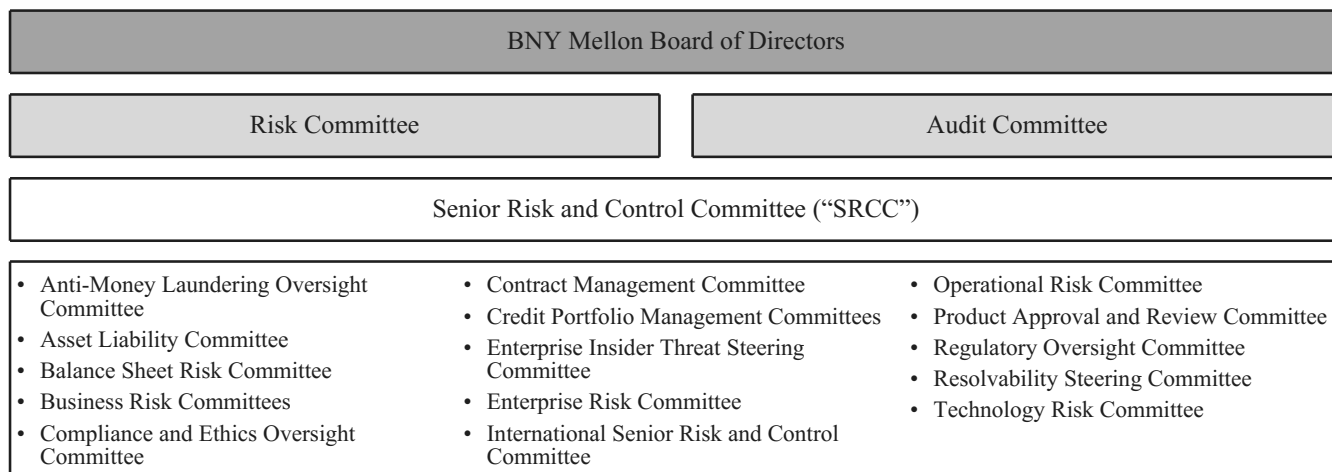 BNY Mellon Board of Directors
Risk Committee
Audit Committee
Senior Risk and Control Committee (“SRCC”)
• Anti-Money Laundering Oversight
Committee
• Asset Liability Committee
• Balance Sheet Risk Committee
• Business Risk Committees
• Compliance and Ethics Oversight
Committee
• Contract Management Committee
• Credit Portfolio Management Committees
• Enterprise Insider Threat Steering
Committee
• Enterprise Risk Committee
• International Senior Risk and Control
Committee
• Operational Risk Committee
• Product Approval and Review Committee
• Regulatory Oversight Committee
• Resolvability Steering Committee
• Technology Risk Committee